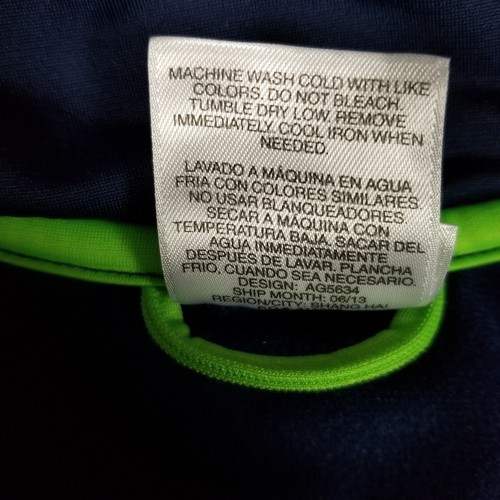 MACHINE WASH COLD WITH LIKE
COLORS. DO NOT BLEACH.
TUMBLE DRY LOW. REMOVE
IMMEDIATELY. COOL IRON WHEN
NEEDED.
LAVADO A MÁQUINA EN AGUA
FRIA CON COLORES SIMILARES
NO USAR BLANQUEADORES
SECAR A MÁQUINA CON
TEMPERATURA BAJA, SACAR DEL
AGUA INMEDIATAMENTE
DESPUÉS DE LAVAR, PLANCHA
FRIO, CUANDO SEA NECESARIO.
DESIGN: AG5634
SHIP MONTH: 06/13
REGION/CITY: SHANG HAI